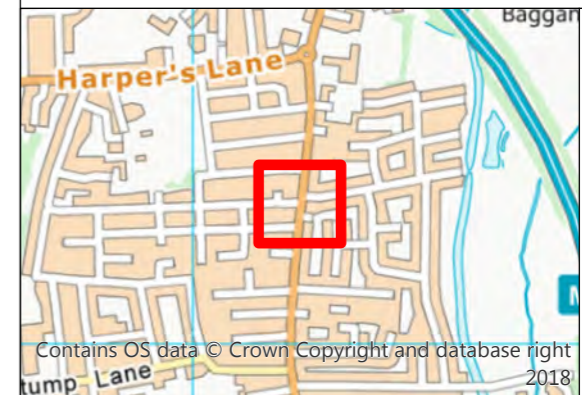 Baggan
Harper's Lane
M
Contains OS data © Crown Copyright and database right
2018
tump Lane